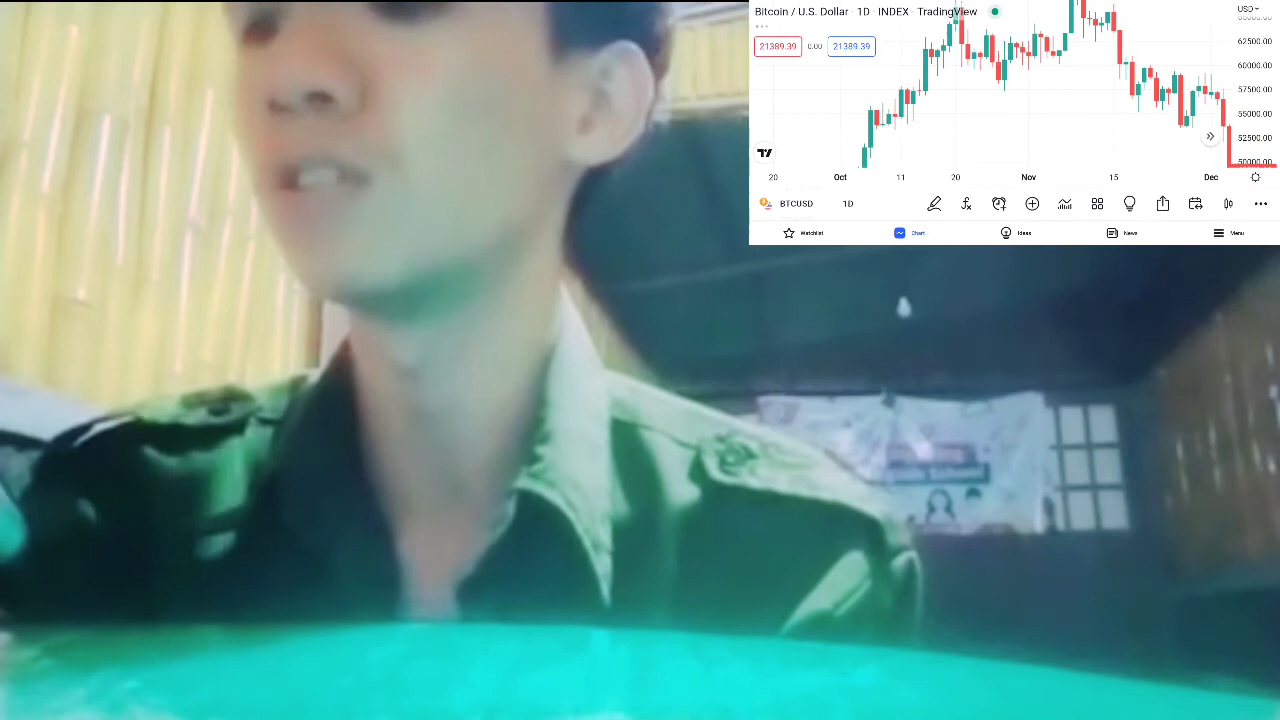 Bitcoin / U.S. Dollar · 1D · INDEX · TradingView
USD
21389.39 0.00 21389.39
62500.00
60000.00
57500.00
55000.00
52500.00
50000.00
20 Oct 11 20 Nov 15 Dec
BTCUSD 1D
Watchlist Chart Ideas News Menu